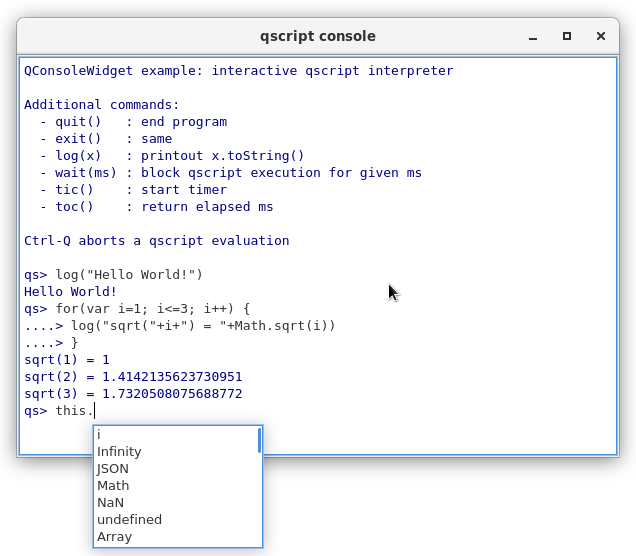 qscript console
QConsoleWidget example: interactive qscript interpreter
Additional commands:
- quit()   : end program
- exit()   : same
- log(x)   : printout x.toString()
- wait(ms) : block qscript execution for given ms
- tic()    : start timer
- toc()    : return elapsed ms
Ctrl-Q aborts a qscript evaluation
qs> log("Hello World!")
Hello World!
qs> for(var i=1; i<=3; i++) {
....> log("sqrt("+i+") = "+Math.sqrt(i))
....> }
sqrt(1) = 1
sqrt(2) = 1.4142135623730951
sqrt(3) = 1.7320508075688772
qs> this.
i
Infinity
JSON
Math
NaN
undefined
Array